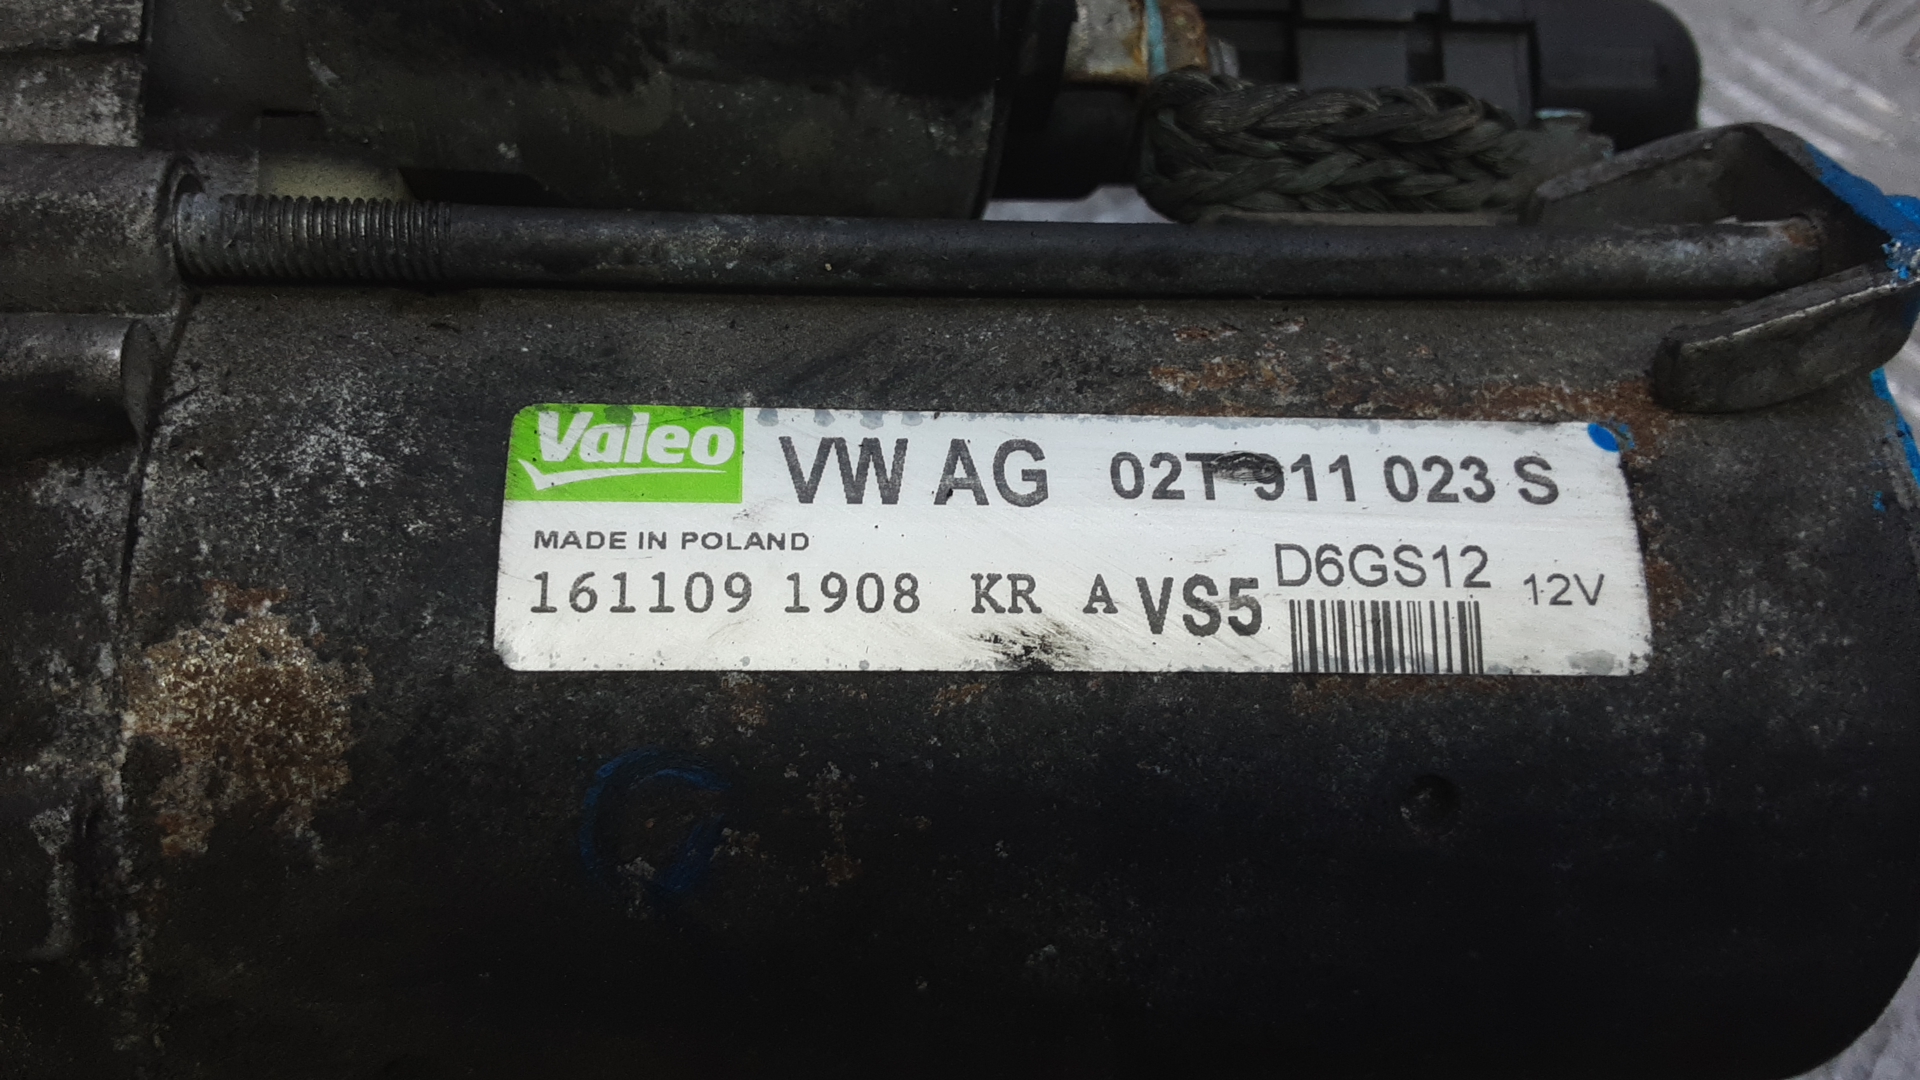 Valeo VW AG 02T 911 023 S
MADE IN POLAND
161109 1908 KR A VS5 D6GS12 12V